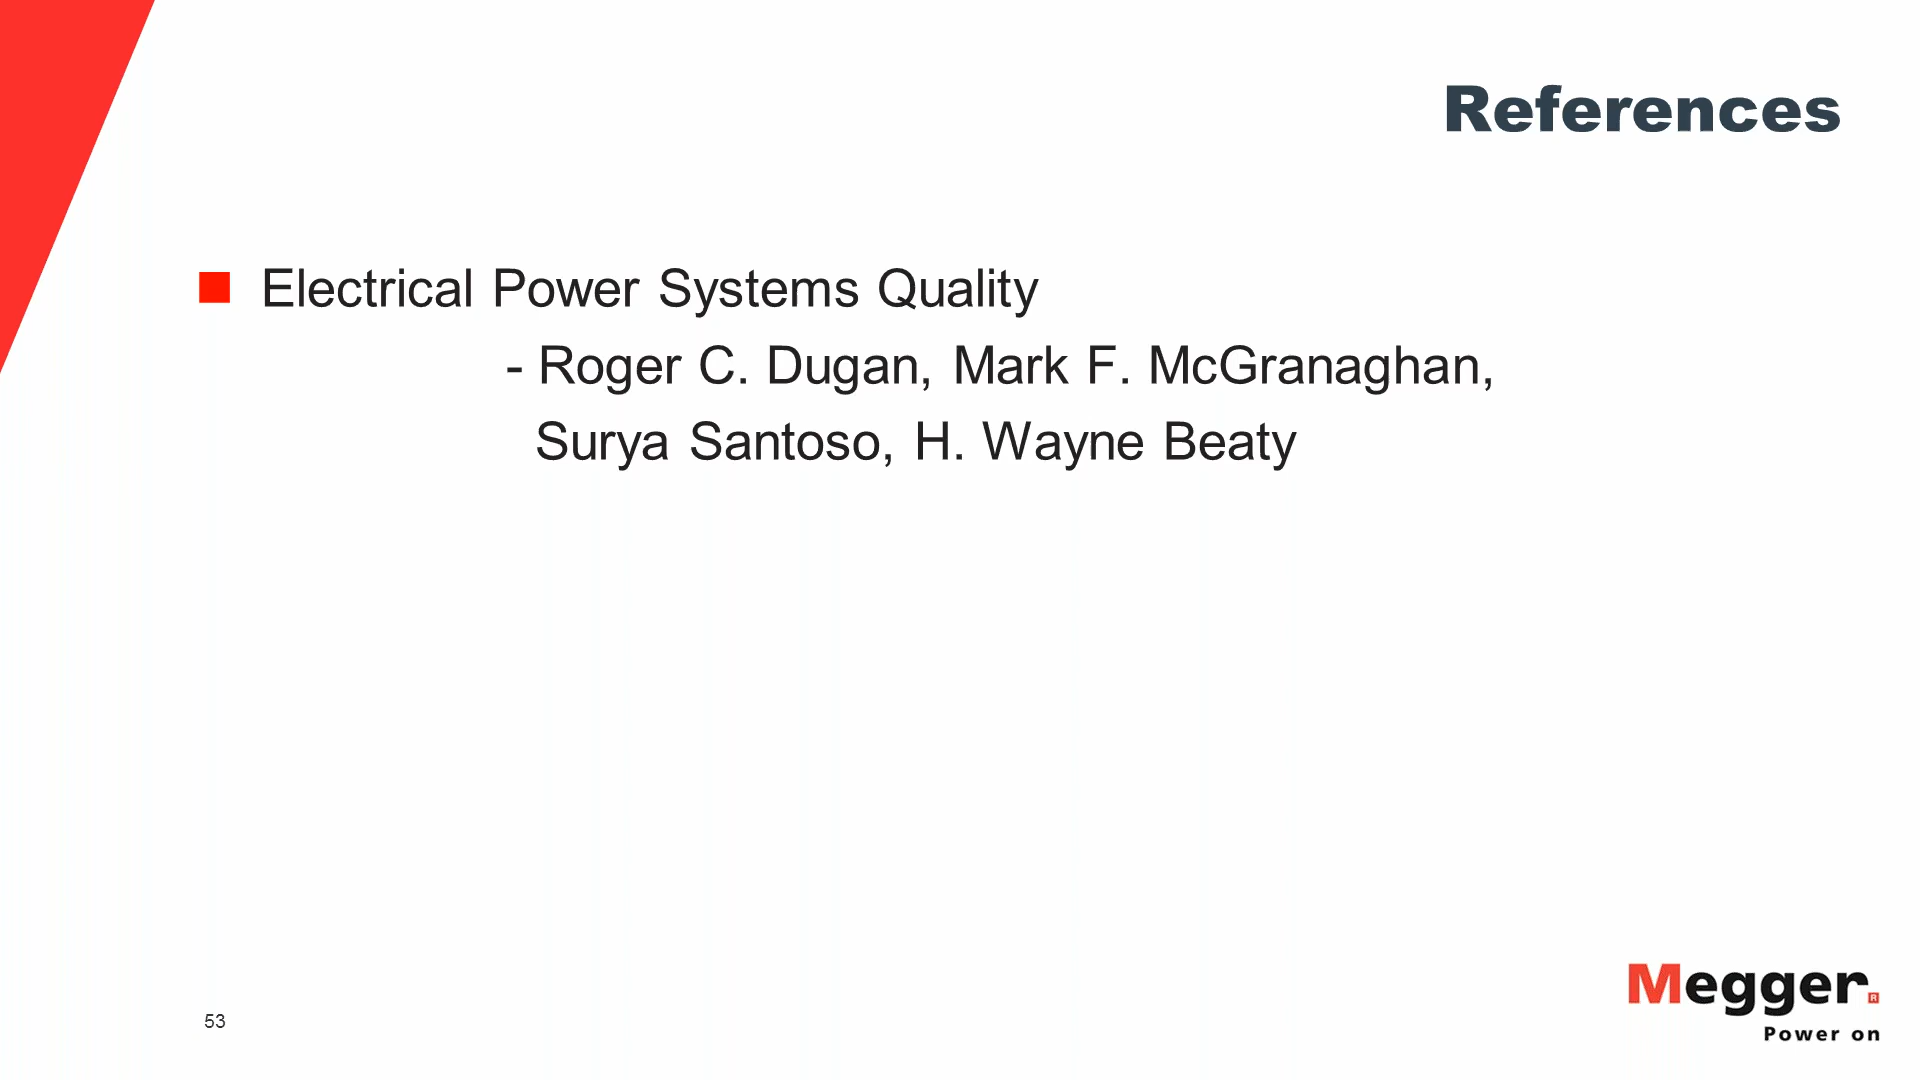 References
Electrical Power Systems Quality
- Roger C. Dugan, Mark F. McGranaghan,
Surya Santoso, H. Wayne Beaty
53
Megger®
Power on